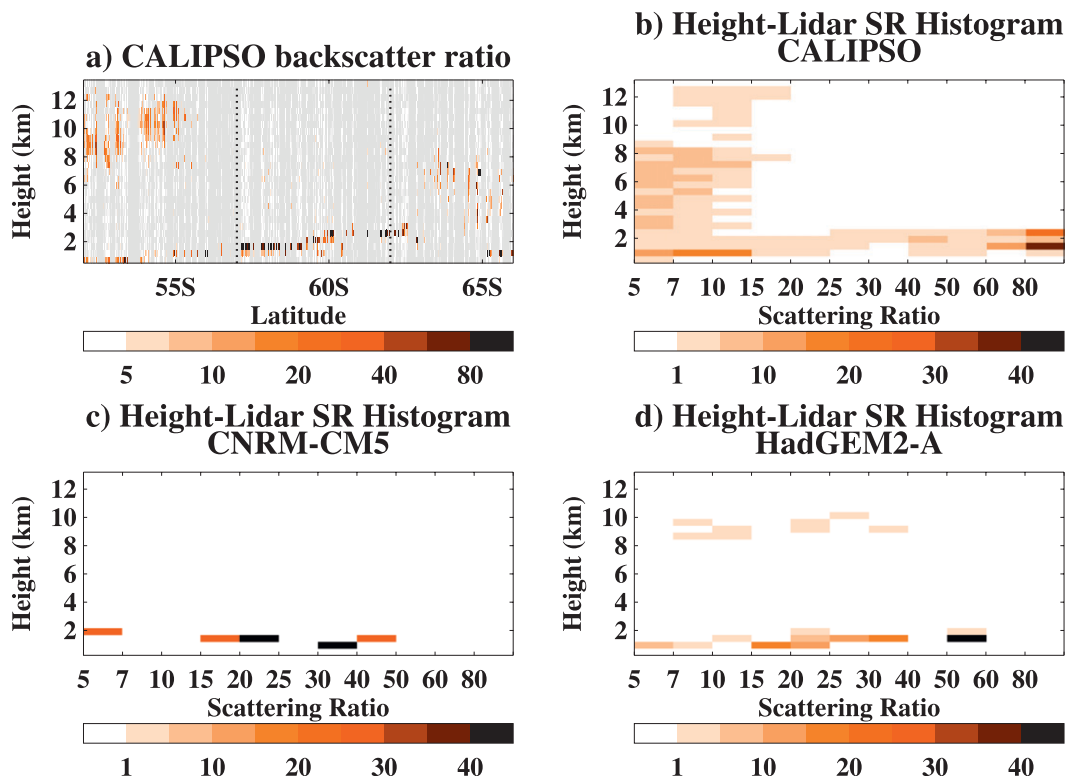 a) CALIPSO backscatter ratio
Height (km)
12
10
8
6
4
2
55S 60S 65S
Latitude
5 10 20 40 80
b) Height-Lidar SR Histogram
CALIPSO
Height (km)
12
10
8
6
4
2
5 7 10 15 20 25 30 40 50 60 80
Scattering Ratio
1 10 20 30 40
c) Height-Lidar SR Histogram
CNRM-CM5
Height (km)
12
10
8
6
4
2
5 7 10 15 20 25 30 40 60 80
Scattering Ratio
1 10 20 30 40
d) Height-Lidar SR Histogram
HadGEM2-A
Height (km)
12
10
8
6
4
2
5 7 10 15 20 25 30 40 50 60 80
Scattering Ratio
1 10 20 30 40